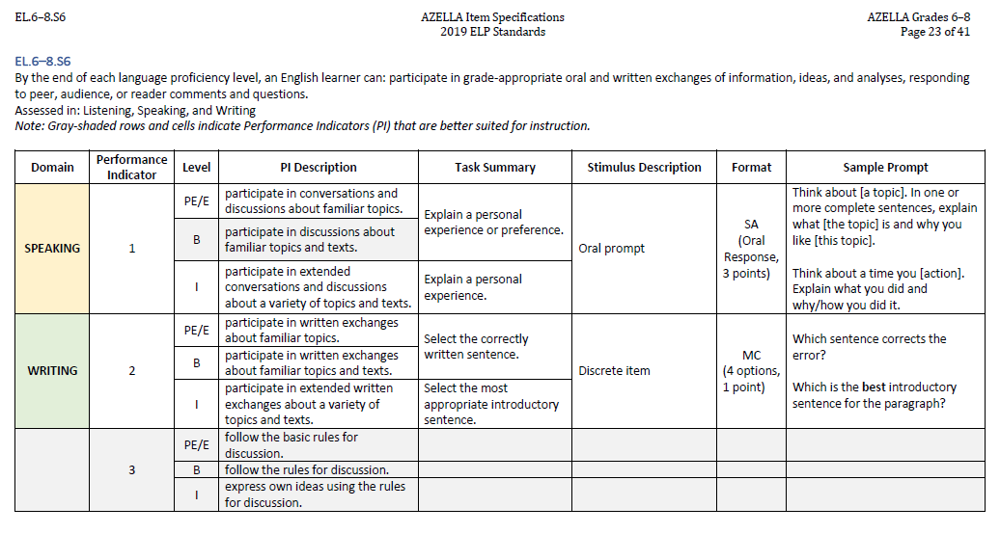 EL.6–8.S6
AZELLA Item Specifications
2019 ELP Standards
AZELLA Grades 6–8
Page 23 of 41
EL.6–8.S6
By the end of each language proficiency level, an English learner can: participate in grade-appropriate oral and written exchanges of information, ideas, and analyses, responding
to peer, audience, or reader comments and questions.
Assessed in: Listening, Speaking, and Writing
Note: Gray-shaded rows and cells indicate Performance Indicators (PI) that are better suited for instruction.
Domain
Performance
Indicator
Level
PI Description
Task Summary
Stimulus Description
Format
Sample Prompt
SPEAKING
1
PE/E
participate in conversations and
discussions about familiar topics.
B
participate in discussions about
familiar topics and texts.
I
participate in extended
conversations and discussions
about a variety of topics and texts.
Explain a personal
experience or preference.
Explain a personal
experience.
Oral prompt
SA
(Oral
Response,
3 points)
Think about [a topic]. In one or
more complete sentences, explain
what [the topic] is and why you
like [this topic].
Think about a time you [action].
Explain what you did and
why/how you did it.
WRITING
2
PE/E
participate in written exchanges
about familiar topics.
B
participate in written exchanges
about familiar topics and texts.
I
participate in extended written
exchanges about a variety of
topics and texts.
Select the correctly
written sentence.
Select the most
appropriate introductory
sentence.
Discrete item
MC
(4 options,
1 point)
Which sentence corrects the
error?
Which is the best introductory
sentence for the paragraph?
3
PE/E
follow the basic rules for
discussion.
B
follow the rules for discussion.
I
express own ideas using the rules
for discussion.